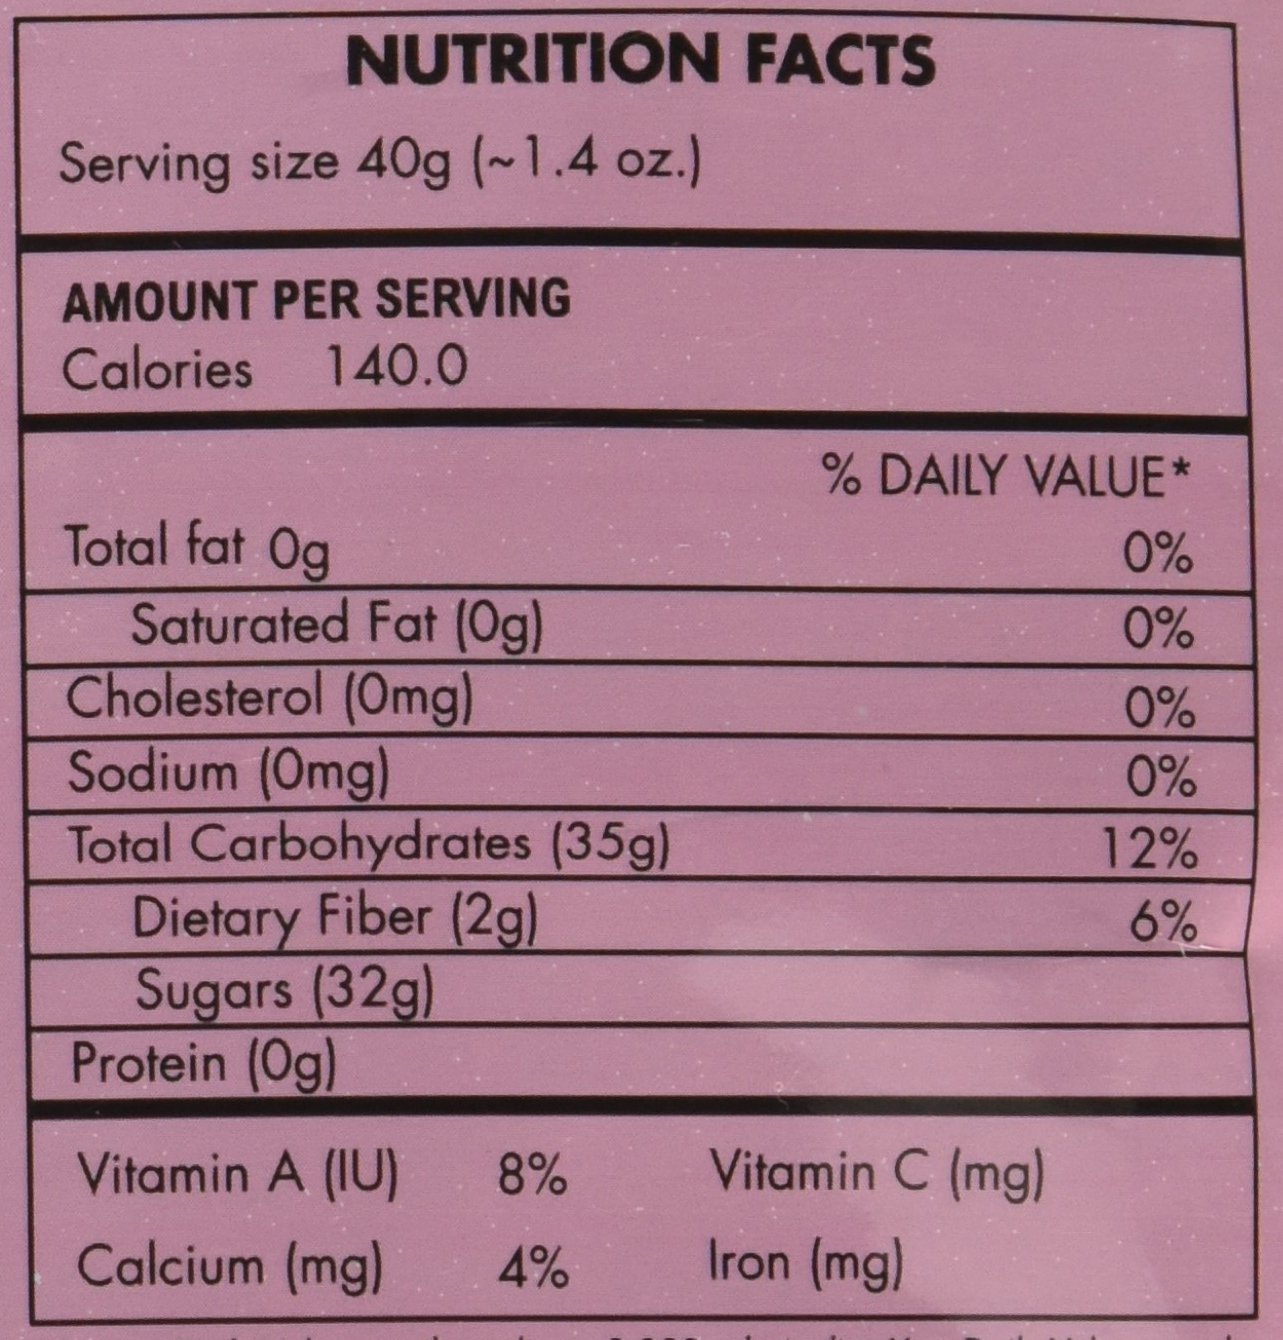 NUTRITION FACTS
Serving size 40g (~1.4 oz.)
AMOUNT PER SERVING
Calories 140.0
% DAILY VALUE*
Total fat 0g 0%
Saturated Fat (0g) 0%
Cholesterol (0mg) 0%
Sodium (0mg) 0%
Total Carbohydrates (35g) 12%
Dietary Fiber (2g) 6%
Sugars (32g)
Protein (0g)
Vitamin A (IU) 8% Vitamin C (mg)
Calcium (mg) 4% Iron (mg)